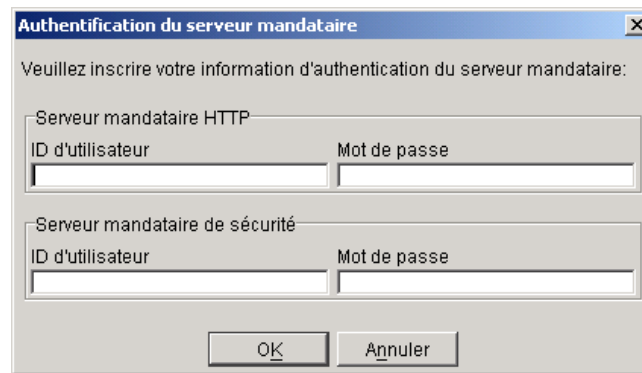 Authentification du serveur mandataire
Veuillez inscrire votre information d'authentication du serveur mandataire:
Serveur mandataire HTTP
ID d'utilisateur Mot de passe
Serveur mandataire de sécurité
ID d'utilisateur Mot de passe
OK Annuler